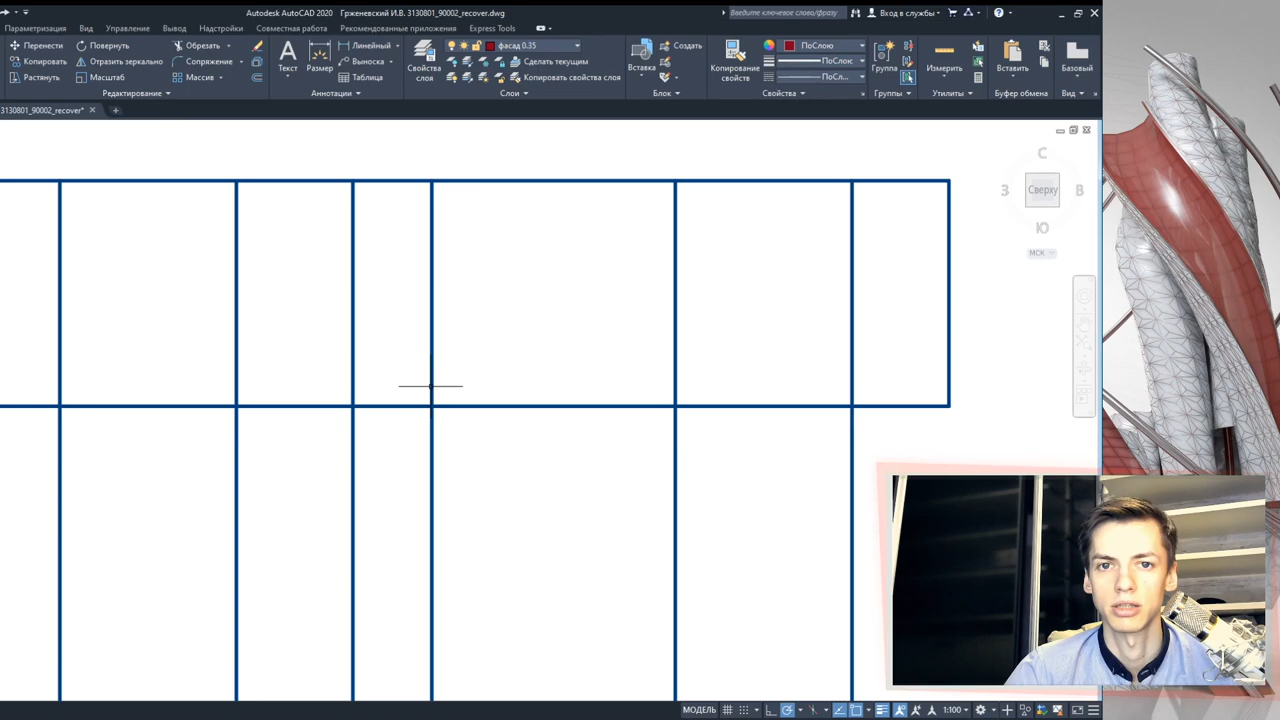 Autodesk AutoCAD 2020 Грженевский И.В. 3130801_90002_recover.dwg
Введите ключевое слово/фразу
Вход в службы
Параметризация Вид Управление Вывод Настройки Совместная работа Рекомендованные приложения Express Tools
Перенести Повернуть Обрезать
Копировать Отразить зеркально Сопряжение
Растянуть Масштаб Массив
Редактирование
Текст
Размер
Линейный
Выноска
Таблица
Аннотации
Свойства слоя
фасад 0.35
Сделать текущим
Копировать свойства слоя
Слои
Вставка
Создать
Блок
Копирование свойств
ПоСлою
ПоСлою
ПоСл...
Свойства
Группа
Группы
Измерить
Утилиты
Вставить
Буфер обмена
Базовый
Вид
3130801_90002_recover*
С
З Сверху В
Ю
МСК
МОДЕЛЬ 1:100